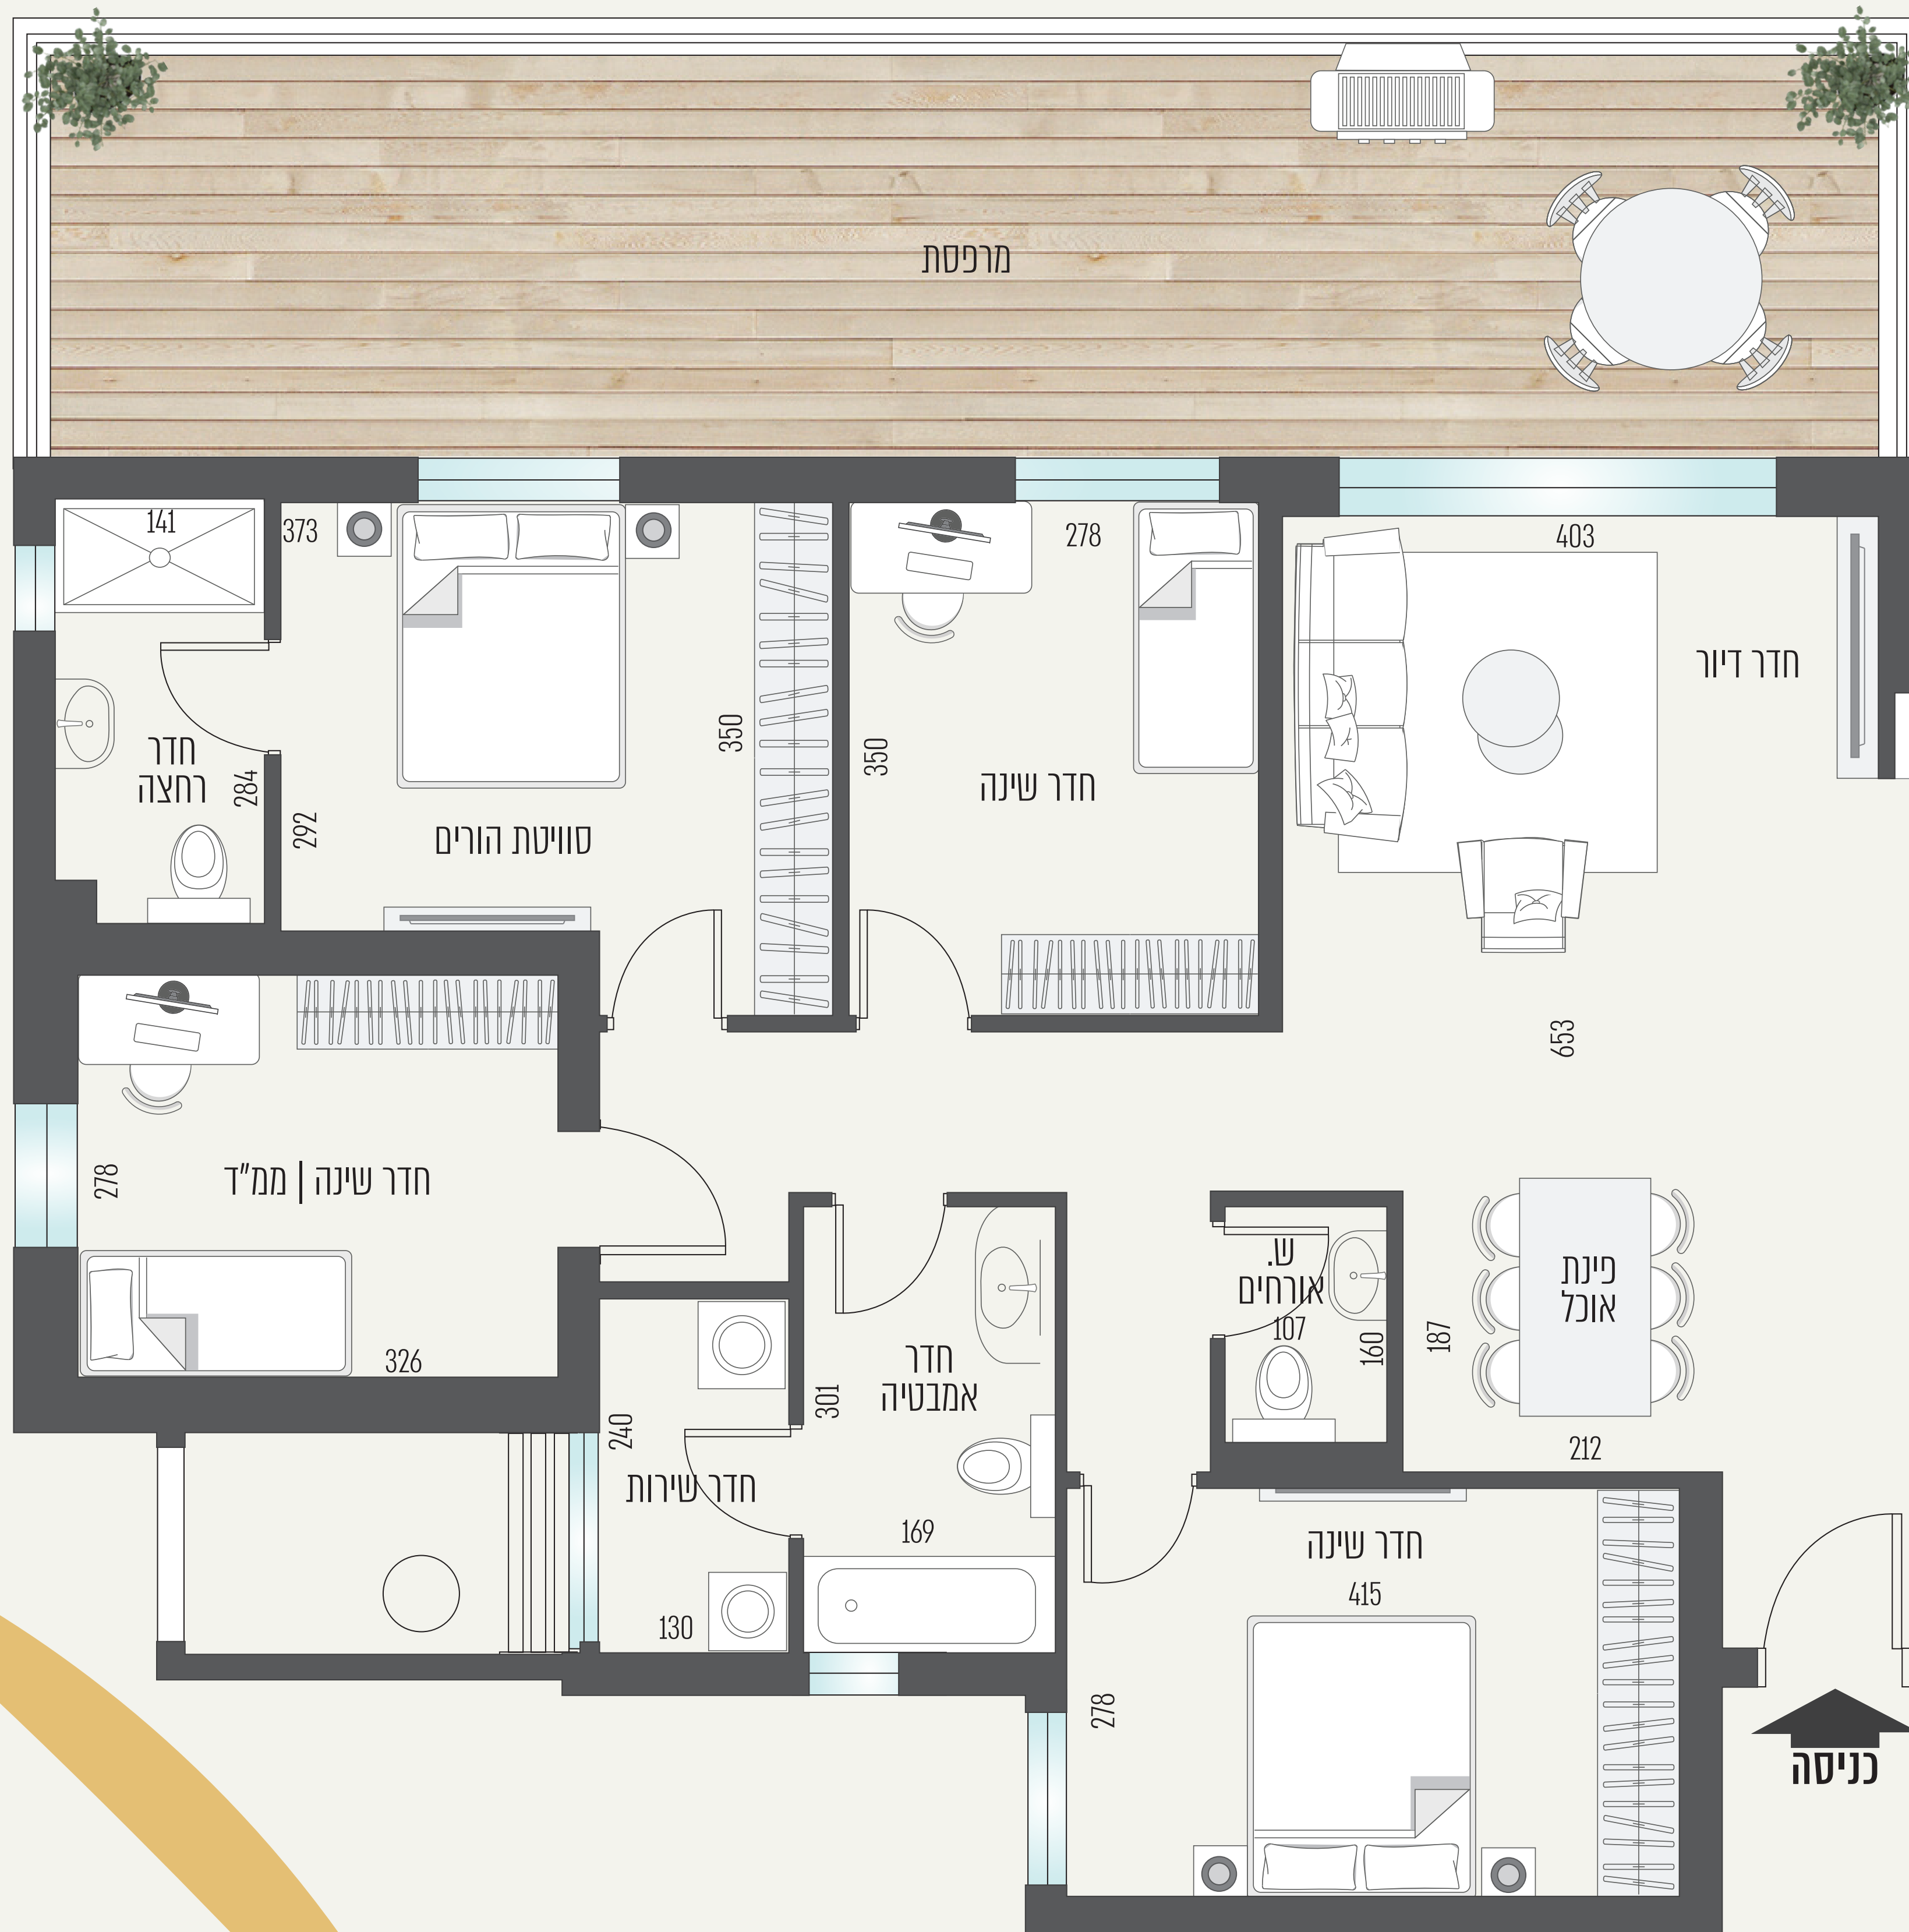 מרפסת
141
373
278
403
חדר דיור
350
350
חדר
רחצה
284
292
חדר שינה
סוויטת הורים
653
278
חדר שינה | ממ"ד
326
ש.
אורחים
107
160
187
פינת
אוכל
212
חדר
אמבטיה
301
240
חדר שירות
169
130
חדר שינה
415
278
כניסה